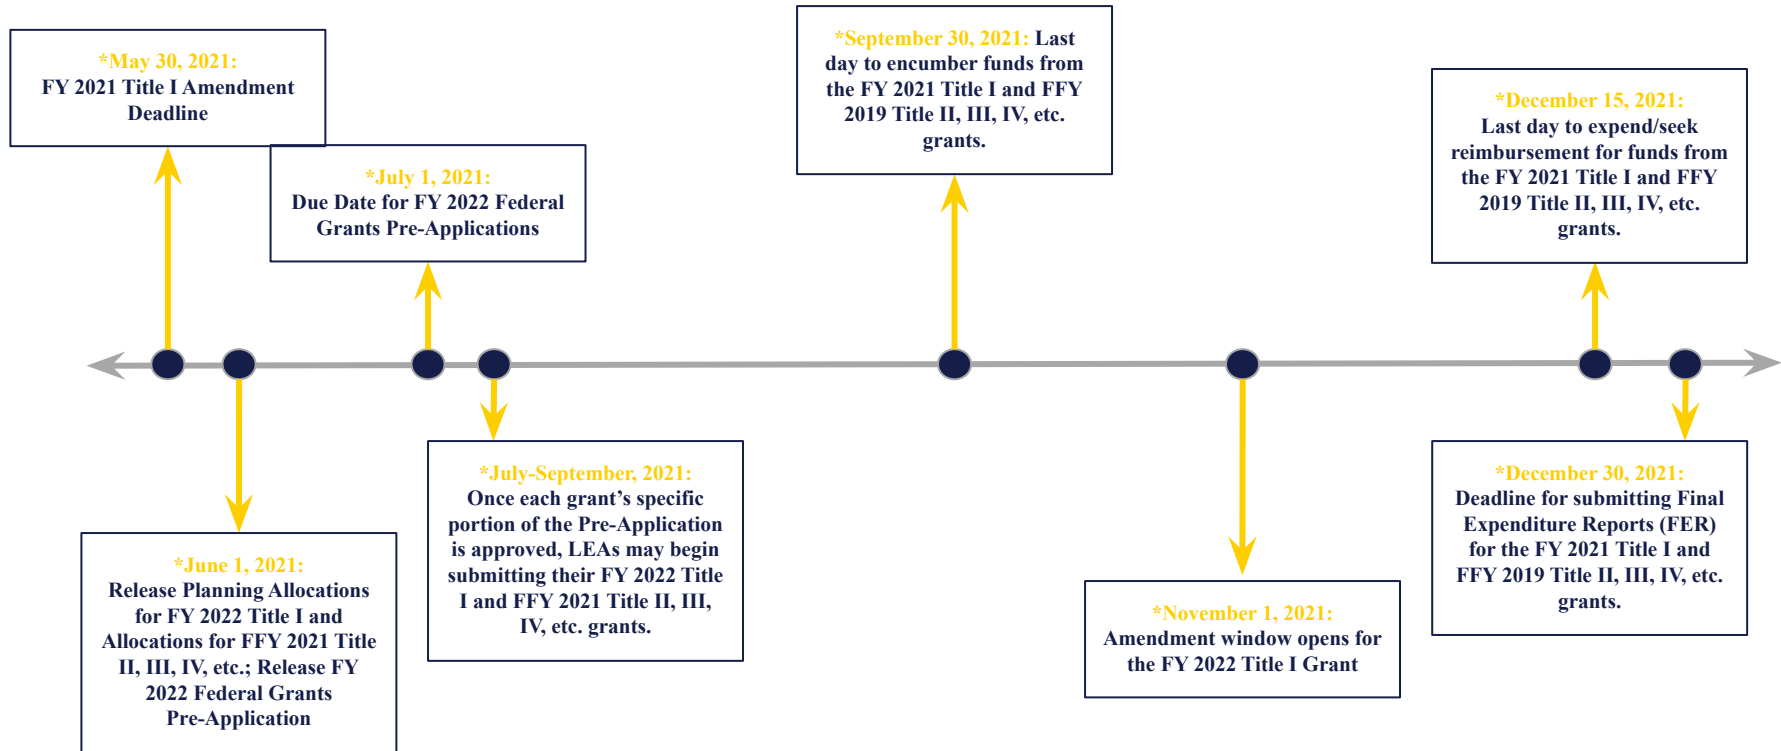 *May 30, 2021:
FY 2021 Title I Amendment
Deadline
*June 1, 2021:
Release Planning Allocations
for FY 2022 Title I and
Allocations for FFY 2021 Title
II, III, IV, etc.; Release FY
2022 Federal Grants
Pre-Application
*July 1, 2021:
Due Date for FY 2022 Federal
Grants Pre-Applications
*July-September, 2021:
Once each grant’s specific
portion of the Pre-Application
is approved, LEAs may begin
submitting their FY 2022 Title
I and FFY 2021 Title II, III,
IV, etc. grants.
*September 30, 2021: Last
day to encumber funds from
the FY 2021 Title I and FFY
2019 Title II, III, IV, etc.
grants.
*November 1, 2021:
Amendment window opens for
the FY 2022 Title I Grant
*December 15, 2021:
Last day to expend/seek
reimbursement for funds from
the FY 2021 Title I and FFY
2019 Title II, III, IV, etc.
grants.
*December 30, 2021:
Deadline for submitting Final
Expenditure Reports (FER)
for the FY 2021 Title I and
FFY 2019 Title II, III, IV, etc.
grants.